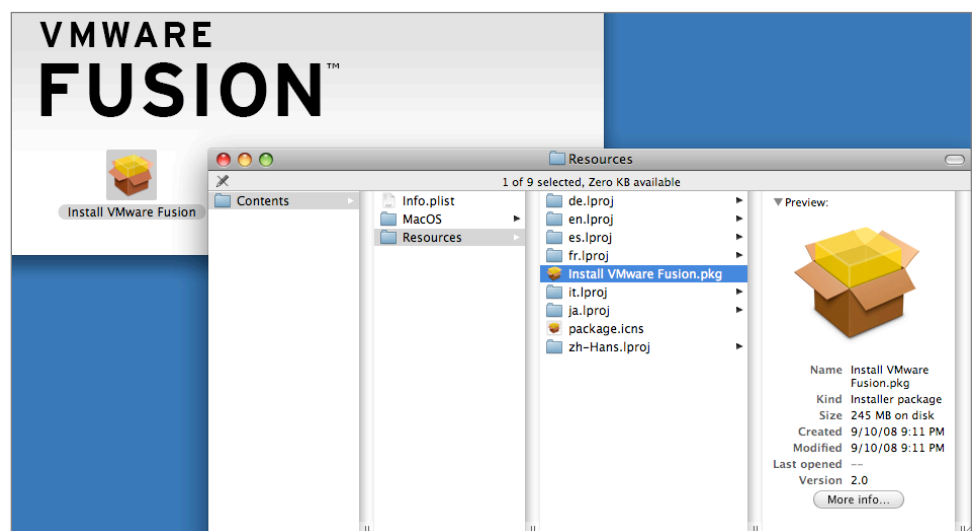 VMWARE
FUSION™
Install VMware Fusion
Resources
1 of 9 selected, Zero KB available
Contents
Info.plist
MacOS
Resources
de.lproj
en.lproj
es.lproj
fr.lproj
Install VMware Fusion.pkg
it.lproj
ja.lproj
package.icns
zh-Hans.lproj
Preview:
Name Install VMware
Fusion.pkg
Kind Installer package
Size 245 MB on disk
Created 9/10/08 9:11 PM
Modified 9/10/08 9:11 PM
Last opened --
Version 2.0
More info...